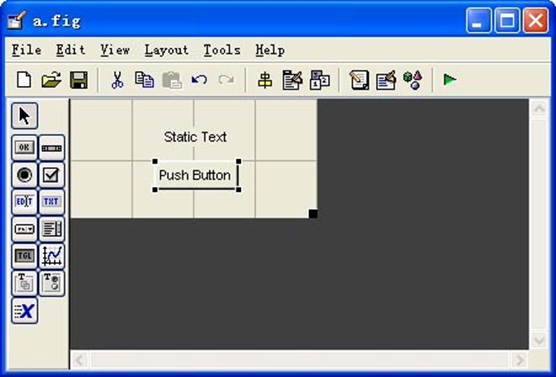 a.fig
File Edit View Layout Tools Help
Static Text
OK
Push Button
EDIT TXT
TGL